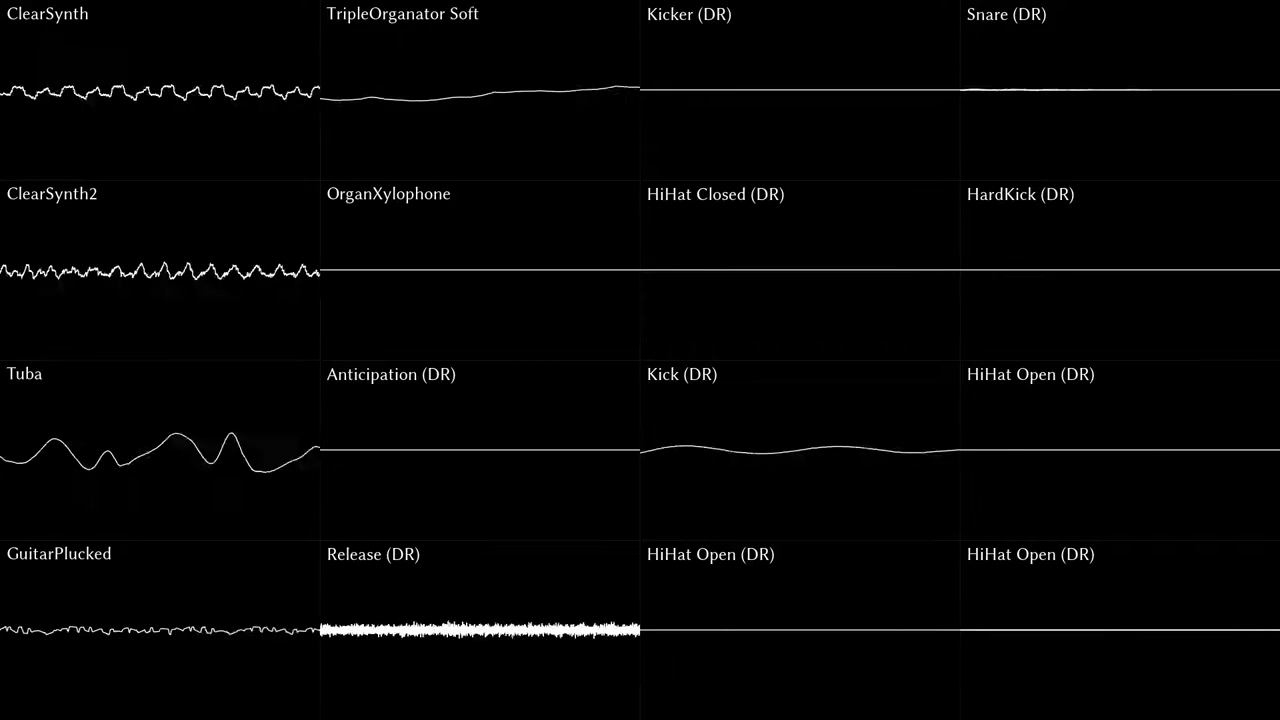 ClearSynth
TripleOrganator Soft
Kicker (DR)
Snare (DR)
ClearSynth2
OrganXylophone
HiHat Closed (DR)
HardKick (DR)
Tuba
Anticipation (DR)
Kick (DR)
HiHat Open (DR)
GuitarPlucked
Release (DR)
HiHat Open (DR)
HiHat Open (DR)